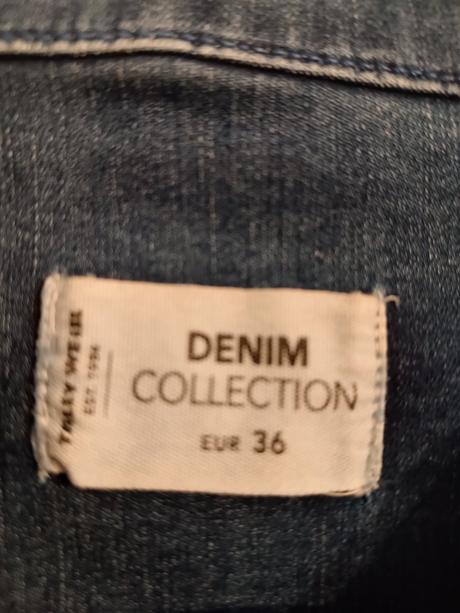 TALLY WEiJL
EST. 1984
DENIM
COLLECTION
EUR 36